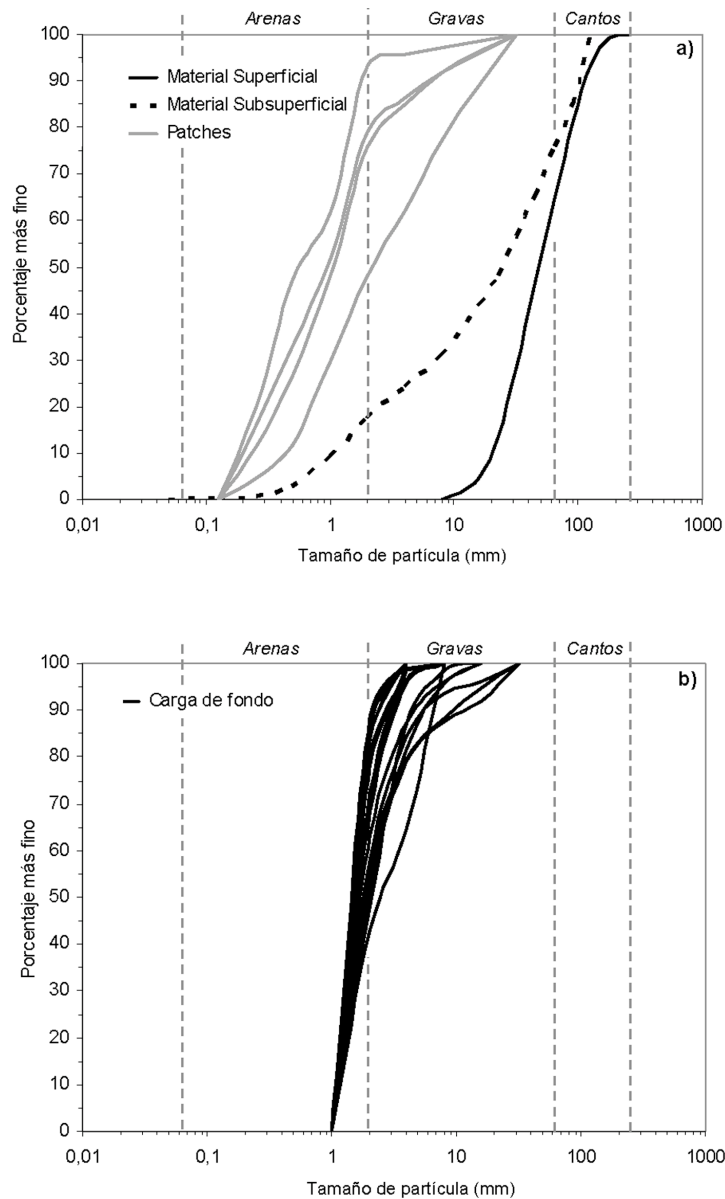 Arenas Gravas Cantos
a)
100
90
80
70
60
50
40
30
20
10
0
Porcentaje más fino
Material Superficial
Material Subsuperficial
Patches
0,01 0,1 1 10 100 1000
Tamaño de partícula (mm)
Arenas Gravas Cantos
b)
100
90
80
70
60
50
40
30
20
10
0
Porcentaje más fino
Carga de fondo
0,01 0,1 1 10 100 1000
Tamaño de partícula (mm)